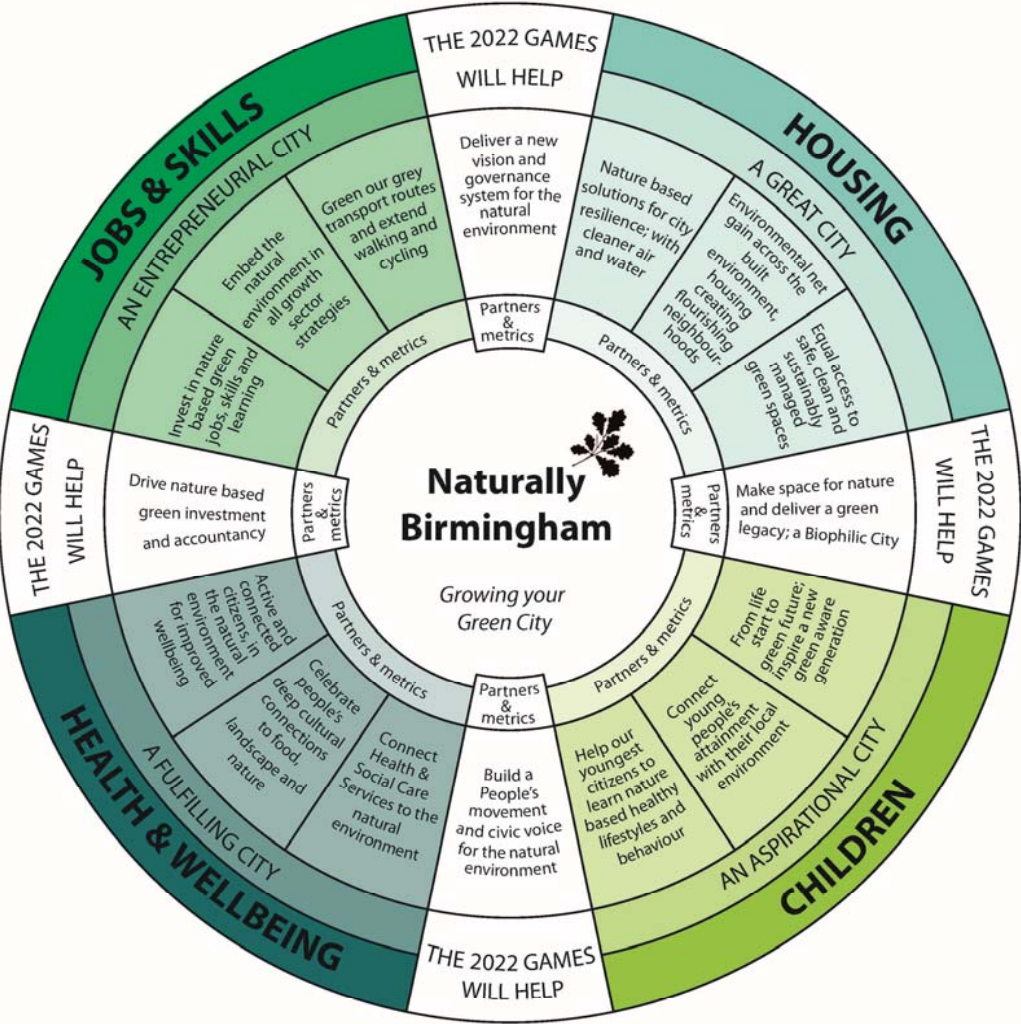 THE 2022 GAMES
WILL HELP
Deliver a new
vision and
governance
system for the
natural
environment
Partners
&
metrics
HOUSING
A GREAT CITY
Nature based
solutions for city
resilience; with
cleaner air
and water
Environmental net
gain across the
built
environment,
housing
creating
flourishing
neighbour-
hoods
Equal access to
safe, clean and
sustainably
managed
green spaces
Partners & metrics
THE 2022 GAMES
WILL HELP
Make space for nature
and deliver a green
legacy; a Biophilic City
Partners
&
metrics
CHILDREN
AN ASPIRATIONAL CITY
From life
start to
green future;
inspire a new
green aware
generation
Connect
young
people's
attainment
with their local
environment
Help our
youngest
citizens to
learn nature
based healthy
lifestyles and
behaviour
Partners & metrics
THE 2022 GAMES
WILL HELP
Build a
People's
movement
and civic voice
for the natural
environment
Partners
&
metrics
HEALTH & WELLBEING
A FULFILLING CITY
Connect
Health &
Social Care
Services to the
natural
environment
Celebrate
people's
deep cultural
connections
to food,
landscape and
nature
Active and
connected
citizens, in
the natural
environment
for improved
wellbeing
Partners & metrics
THE 2022 GAMES
WILL HELP
Drive nature based
green investment
and accountancy
Partners
&
metrics
JOBS & SKILLS
AN ENTREPRENEURIAL CITY
Invest in nature
based green
jobs, skills and
learning
Embed the
natural
environment in
all growth
sector
strategies
Green our grey
transport routes
and extend
walking and
cycling
Partners & metrics
Naturally
Birmingham
Growing your
Green City